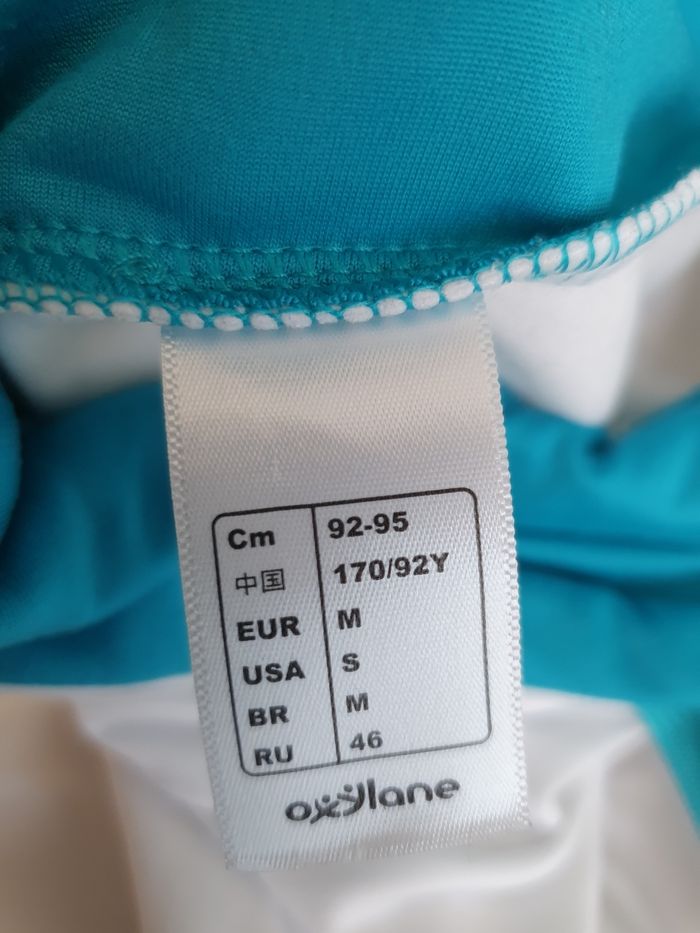 Cm 92-95
中国 170/92Y
EUR M
USA S
BR M
RU 46
oxylane